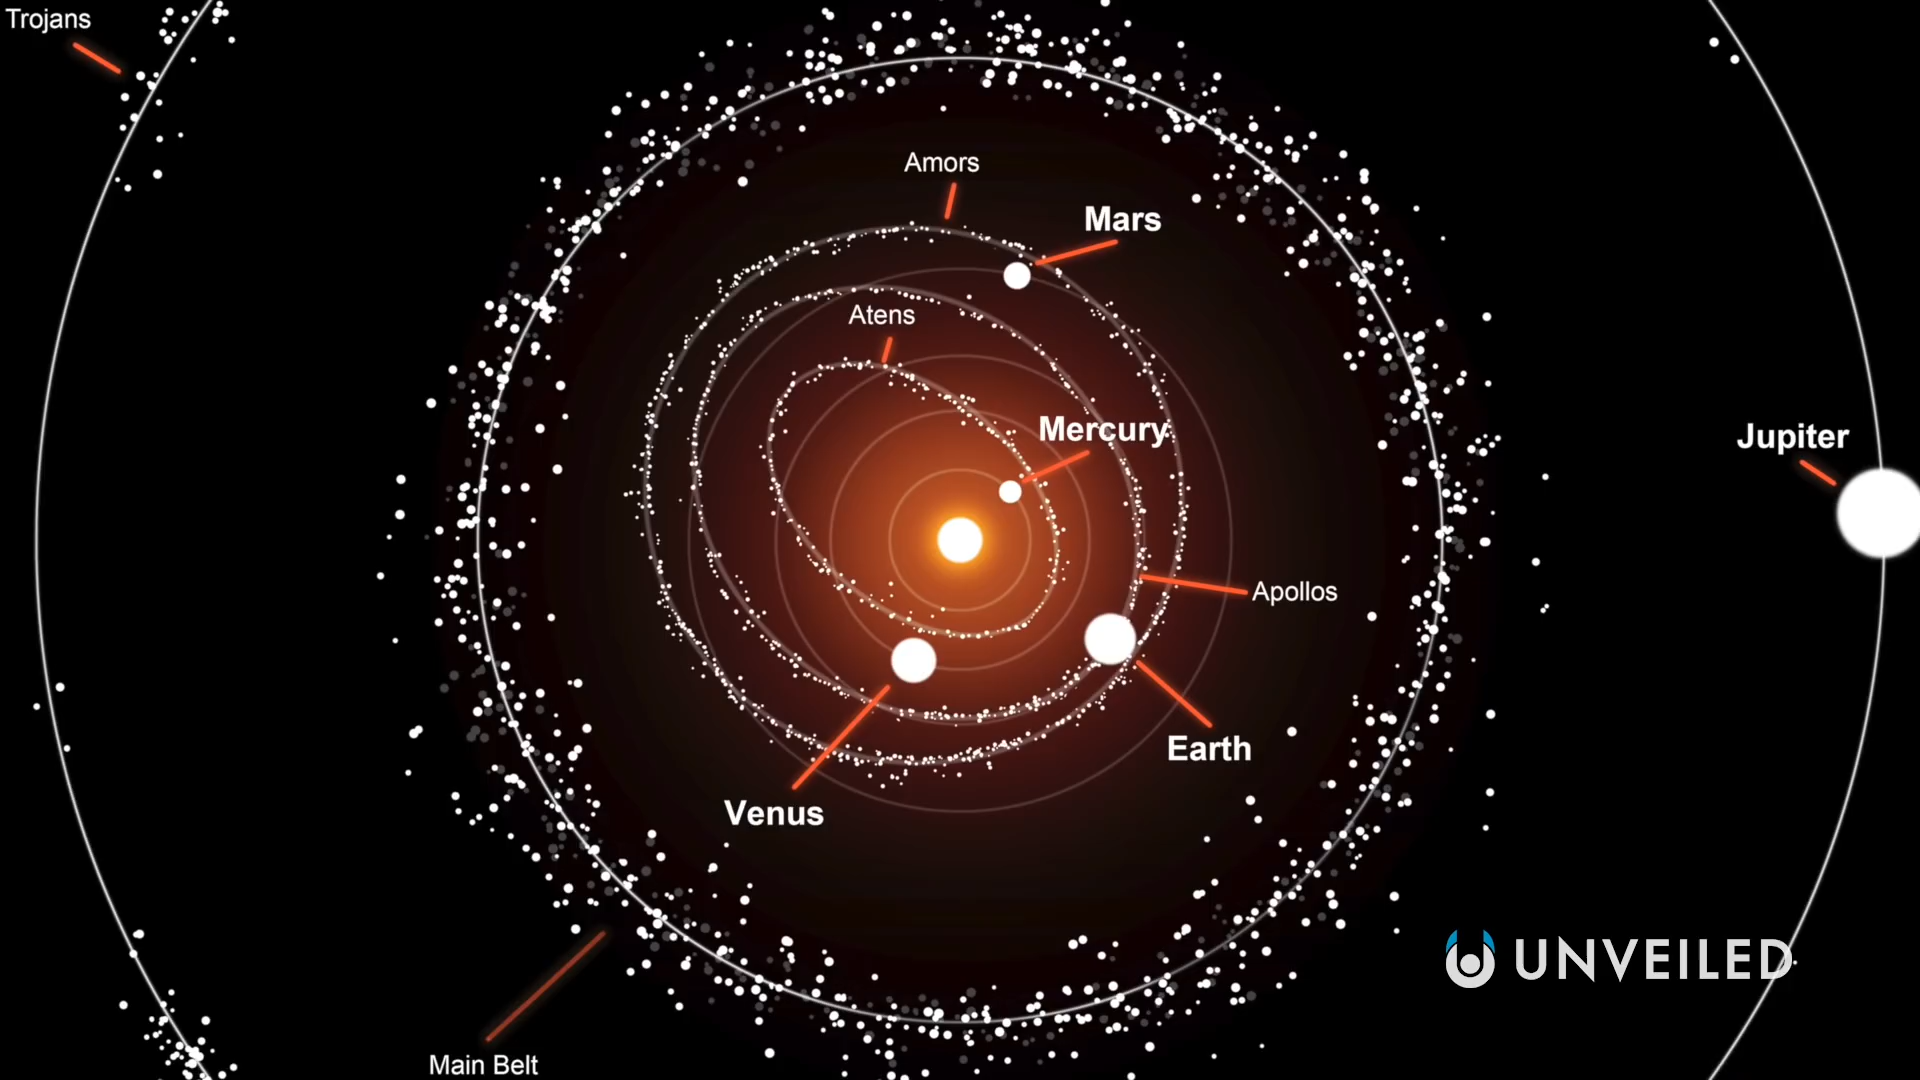 Trojans
Amors
Mars
Atens
Mercury
Jupiter
Apollos
Earth
Venus
UNVEILED
Main Belt